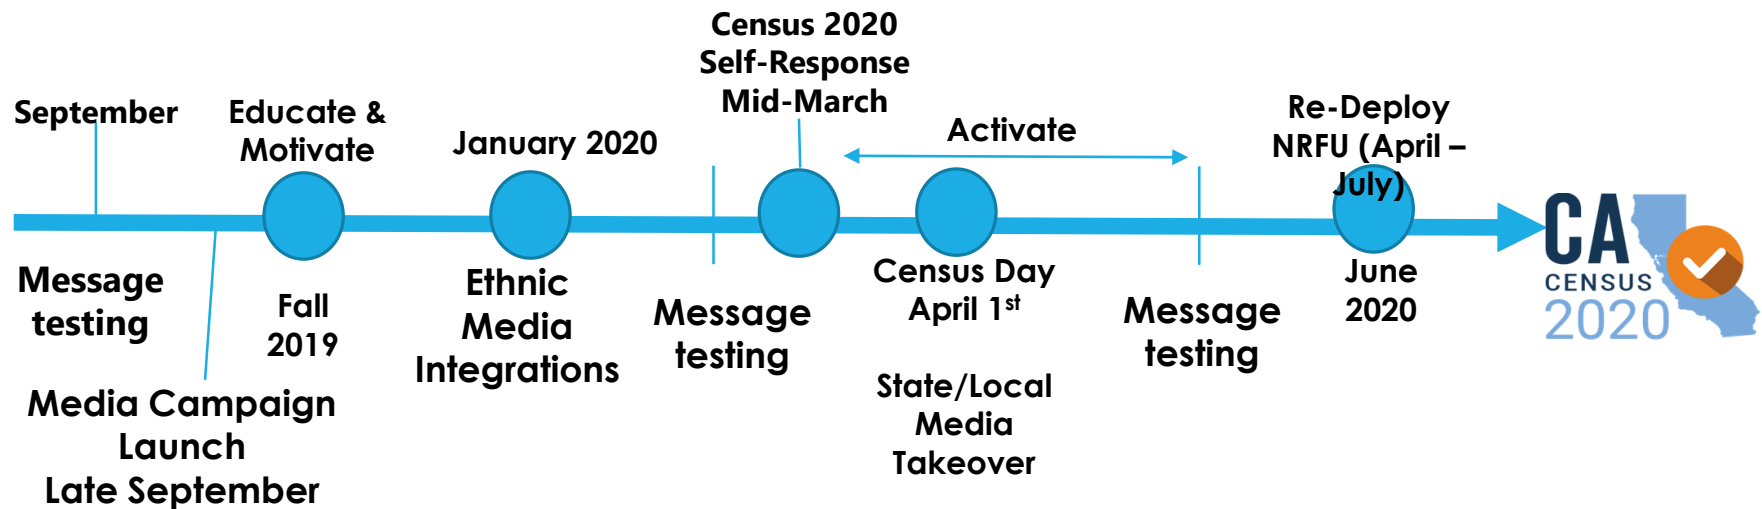 September
Message
testing
Media Campaign
Launch
Late September
Educate &
Motivate
Fall
2019
January 2020
Ethnic
Media
Integrations
Message
testing
Census 2020
Self-Response
Mid-March
Activate
Census Day
April 1st
State/Local
Media
Takeover
Message
testing
Re-Deploy
NRFU (April –
July)
June
2020
CA
CENSUS
2020